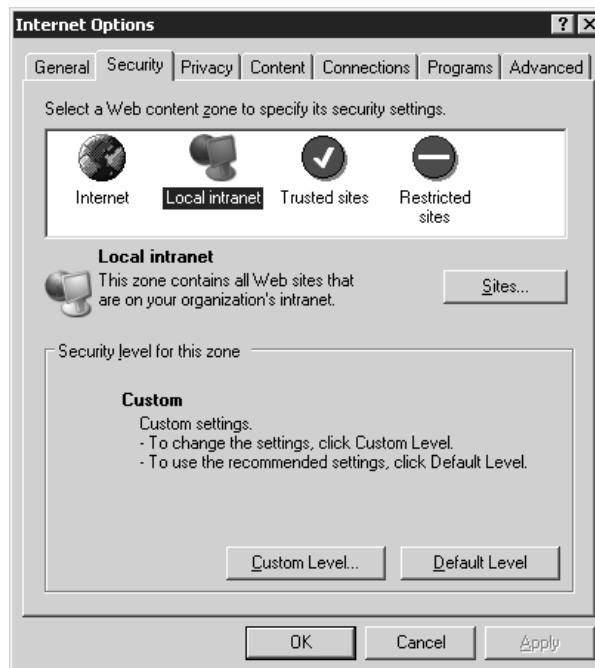 Internet Options
General Security Privacy Content Connections Programs Advanced
Select a Web content zone to specify its security settings.
Internet Local intranet Trusted sites Restricted
sites
Local intranet
This zone contains all Web sites that
are on your organization's intranet.
Sites...
Security level for this zone
Custom
Custom settings.
- To change the settings, click Custom Level.
- To use the recommended settings, click Default Level.
Custom Level... Default Level
OK Cancel Apply